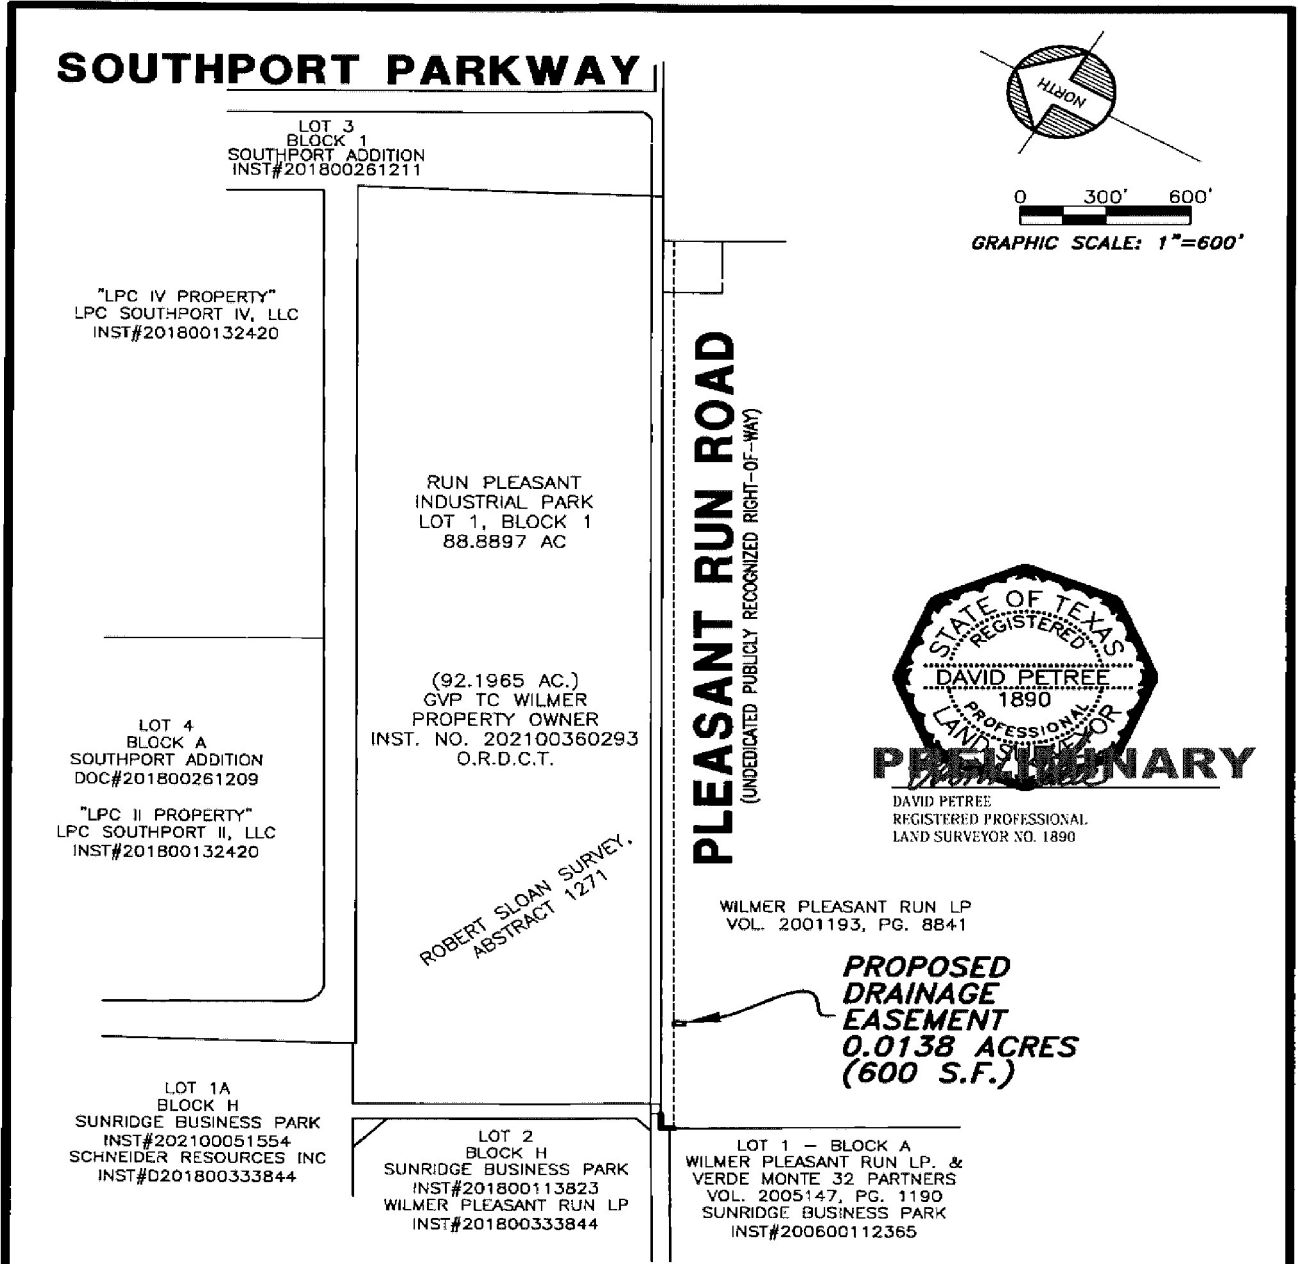 SOUTHPORT PARKWAY
NORTH
0 300' 600'
GRAPHIC SCALE: 1"=600'
LOT 3
BLOCK 1
SOUTHPORT ADDITION
INST#201800261211
"LPC IV PROPERTY"
LPC SOUTHPORT IV, LLC
INST#201800132420
RUN PLEASANT
INDUSTRIAL PARK
LOT 1, BLOCK 1
88.8897 AC
(92.1965 AC.)
GVP TC WILMER
PROPERTY OWNER
INST. NO. 202100360293
O.R.D.C.T.
PLEASANT RUN ROAD
(UNDEDICATED PUBLICLY RECOGNIZED RIGHT-OF-WAY)
STATE OF TEXAS
REGISTERED
DAVID PETREE
1890
PROFESSIONAL
LAND SURVEYOR
PRELIMINARY
DAVID PETREE
REGISTERED PROFESSIONAL
LAND SURVEYOR NO. 1890
LOT 4
BLOCK A
SOUTHPORT ADDITION
DOC#201800261209
"LPC II PROPERTY"
LPC SOUTHPORT II, LLC
INST#201800132420
ROBERT SLOAN SURVEY,
ABSTRACT 1271
WILMER PLEASANT RUN LP
VOL. 2001193, PG. 8841
PROPOSED
DRAINAGE
EASEMENT
0.0138 ACRES
(600 S.F.)
LOT 1A
BLOCK H
SUNRIDGE BUSINESS PARK
INST#202100051554
SCHNEIDER RESOURCES INC
INST#D201800333844
LOT 2
BLOCK H
SUNRIDGE BUSINESS PARK
INST#201800113823
WILMER PLEASANT RUN LP
INST#201800333844
LOT 1 - BLOCK A
WILMER PLEASANT RUN LP. &
VERDE MONTE 32 PARTNERS
VOL. 2005147, PG. 1190
SUNRIDGE BUSINESS PARK
INST#200600112365